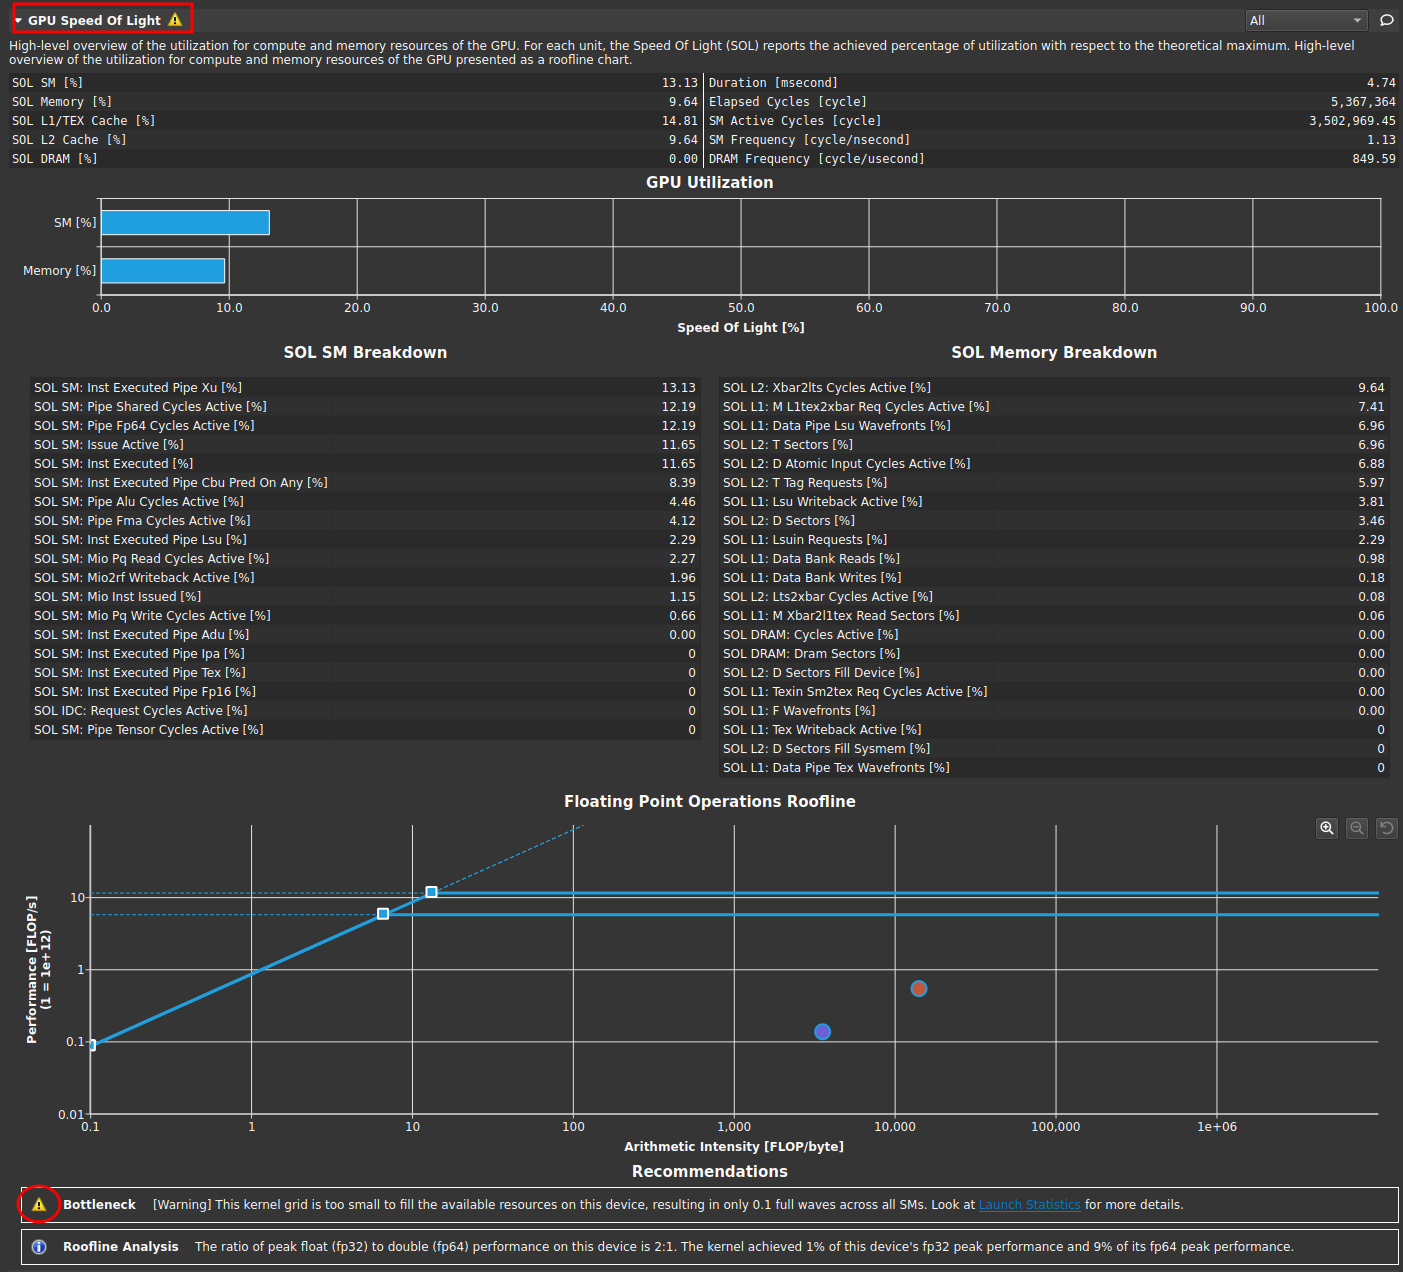 GPU Speed Of Light
All
High-level overview of the utilization for compute and memory resources of the GPU. For each unit, the Speed Of Light (SOL) reports the achieved percentage of utilization with respect to the theoretical maximum. High-level
overview of the utilization for compute and memory resources of the GPU presented as a roofline chart.
SOL SM [%] 13.13 Duration [msecond] 4.74
SOL Memory [%] 9.64 Elapsed Cycles [cycle] 5,367,364
SOL L1/TEX Cache [%] 14.81 SM Active Cycles [cycle] 3,502,969.45
SOL L2 Cache [%] 9.64 SM Frequency [cycle/nsecond] 1.13
SOL DRAM [%] 0.00 DRAM Frequency [cycle/usecond] 849.59
GPU Utilization
SM [%]
Memory [%]
0.0 10.0 20.0 30.0 40.0 50.0 60.0 70.0 80.0 90.0 100.0
Speed Of Light [%]
SOL SM Breakdown
SOL SM: Inst Executed Pipe Xu [%] 13.13
SOL SM: Pipe Shared Cycles Active [%] 12.19
SOL SM: Pipe Fp64 Cycles Active [%] 12.19
SOL SM: Issue Active [%] 11.65
SOL SM: Inst Executed [%] 11.65
SOL SM: Inst Executed Pipe Cbu Pred On Any [%] 8.39
SOL SM: Pipe Alu Cycles Active [%] 4.46
SOL SM: Pipe Fma Cycles Active [%] 4.12
SOL SM: Inst Executed Pipe Lsu [%] 2.29
SOL SM: Mio Pq Read Cycles Active [%] 2.27
SOL SM: Mio2rf Writeback Active [%] 1.96
SOL SM: Mio Inst Issued [%] 1.15
SOL SM: Mio Pq Write Cycles Active [%] 0.66
SOL SM: Inst Executed Pipe Adu [%] 0.00
SOL SM: Inst Executed Pipe Ipa [%] 0
SOL SM: Inst Executed Pipe Tex [%] 0
SOL SM: Inst Executed Pipe Fp16 [%] 0
SOL IDC: Request Cycles Active [%] 0
SOL SM: Pipe Tensor Cycles Active [%] 0
SOL Memory Breakdown
SOL L2: Xbar2lts Cycles Active [%] 9.64
SOL L1: M L1tex2xbar Req Cycles Active [%] 7.41
SOL L1: Data Pipe Lsu Wavefronts [%] 6.96
SOL L2: T Sectors [%] 6.96
SOL L2: D Atomic Input Cycles Active [%] 6.88
SOL L2: T Tag Requests [%] 5.97
SOL L1: Lsu Writeback Active [%] 3.81
SOL L2: D Sectors [%] 3.46
SOL L1: Lsuin Requests [%] 2.29
SOL L1: Data Bank Reads [%] 0.98
SOL L1: Data Bank Writes [%] 0.18
SOL L2: Lts2xbar Cycles Active [%] 0.08
SOL L1: M Xbar2l1tex Read Sectors [%] 0.06
SOL DRAM: Cycles Active [%] 0.00
SOL DRAM: Dram Sectors [%] 0.00
SOL L2: D Sectors Fill Device [%] 0.00
SOL L1: Texin Sm2tex Req Cycles Active [%] 0.00
SOL L1: F Wavefronts [%] 0.00
SOL L1: Tex Writeback Active [%] 0
SOL L2: D Sectors Fill Sysmem [%] 0
SOL L1: Data Pipe Tex Wavefronts [%] 0
Floating Point Operations Roofline
Performance [FLOP/s]
(1 = 1e+12)
10
1
0.1
0.01
0.1 1 10 100 1,000 10,000 100,000 1e+06
Arithmetic Intensity [FLOP/byte]
Recommendations
Bottleneck [Warning] This kernel grid is too small to fill the available resources on this device, resulting in only 0.1 full waves across all SMs. Look at Launch Statistics for more details.
Roofline Analysis The ratio of peak float (fp32) to double (fp64) performance on this device is 2:1. The kernel achieved 1% of this device's fp32 peak performance and 9% of its fp64 peak performance.